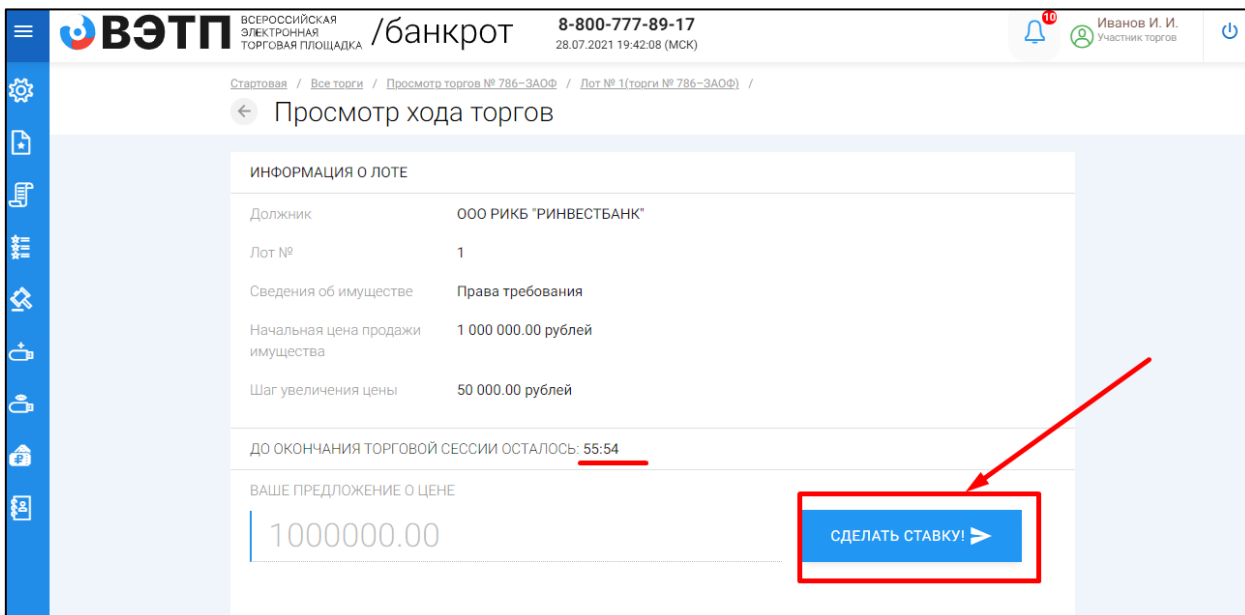 ВЭТП
ВСЕРОССИЙСКАЯ
ЭЛЕКТРОННАЯ
ТОРГОВАЯ ПЛОЩАДКА
/банкрот
8-800-777-89-17
28.07.2021 19:42:08 (МСК)
10
Иванов И. И.
Участник торгов
Стартовая / Все торги / Просмотр торгов № 786-ЗАОФ / Лот № 1(торги № 786-ЗАОФ) /
Просмотр хода торгов
ИНФОРМАЦИЯ О ЛОТЕ
Должник ООО РИКБ "РИНВЕСТБАНК"
Лот № 1
Сведения об имуществе Права требования
Начальная цена продажи 1 000 000.00 рублей
имущества
Шаг увеличения цены 50 000.00 рублей
ДО ОКОНЧАНИЯ ТОРГОВОЙ СЕССИИ ОСТАЛОСЬ: 55:54
ВАШЕ ПРЕДЛОЖЕНИЕ О ЦЕНЕ
1000000.00
СДЕЛАТЬ СТАВКУ!